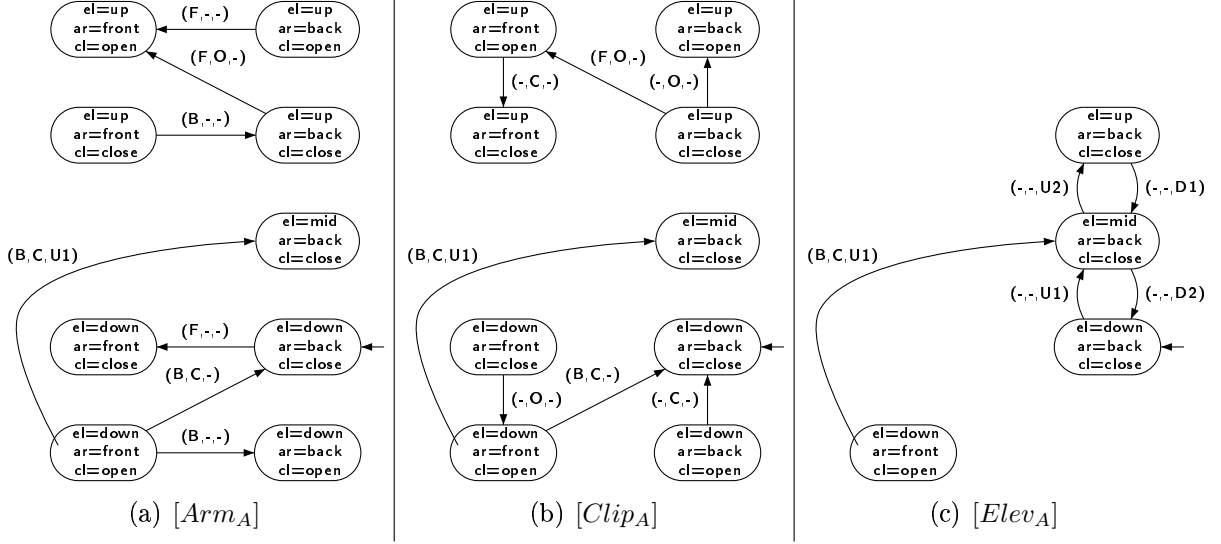 el=up
ar=front
cl=open
(F,-,-)
el=up
ar=back
cl=open
(F,O,-)
el=up
ar=front
cl=close
(B,-,-)
el=up
ar=back
cl=close
(B,C,U1)
el=mid
ar=back
cl=close
el=down
ar=front
cl=close
(F,-,-)
el=down
ar=back
cl=close
(B,C,-)
el=down
ar=front
cl=open
(B,-,-)
el=down
ar=back
cl=open
(a) [Arm_A]
el=up
ar=front
cl=open
el=up
ar=back
cl=open
(F,O,-)
(-,C,-)
(-,O,-)
el=up
ar=front
cl=close
el=up
ar=back
cl=close
(B,C,U1)
el=mid
ar=back
cl=close
el=down
ar=front
cl=close
el=down
ar=back
cl=close
(B,C,-)
(-,O,-)
(-,C,-)
el=down
ar=front
cl=open
el=down
ar=back
cl=open
(b) [Clip_A]
el=up
ar=back
cl=close
(-,-,U2)
(-,-,D1)
(B,C,U1)
el=mid
ar=back
cl=close
(-,-,U1)
(-,-,D2)
el=down
ar=back
cl=close
el=down
ar=front
cl=open
(c) [Elev_A]